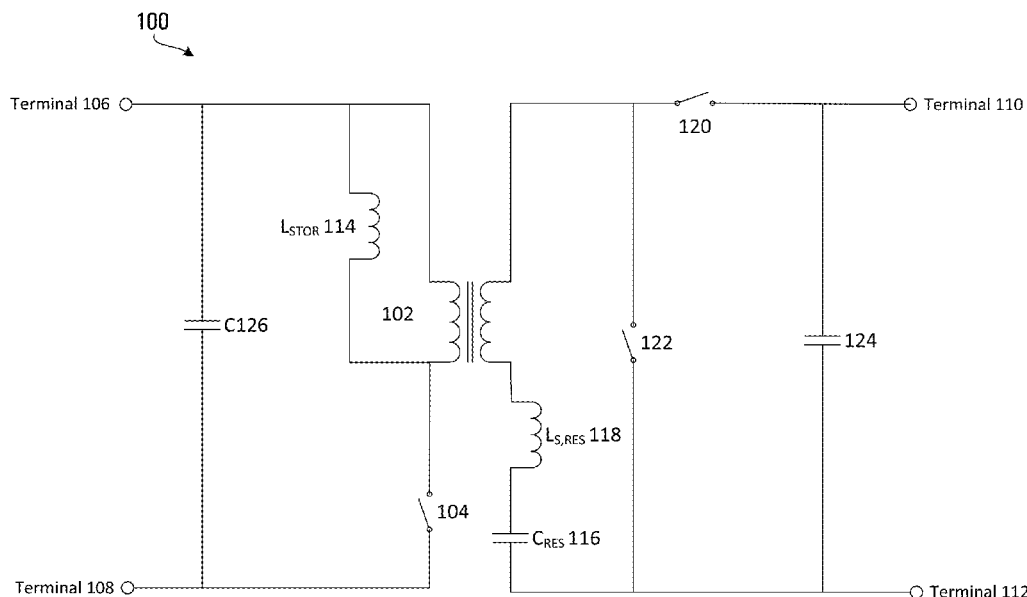 100
Terminal 106
Terminal 110
120
LSTOR 114
102
C126
122
124
LS,RES 118
104
CRES 116
Terminal 108
Terminal 112